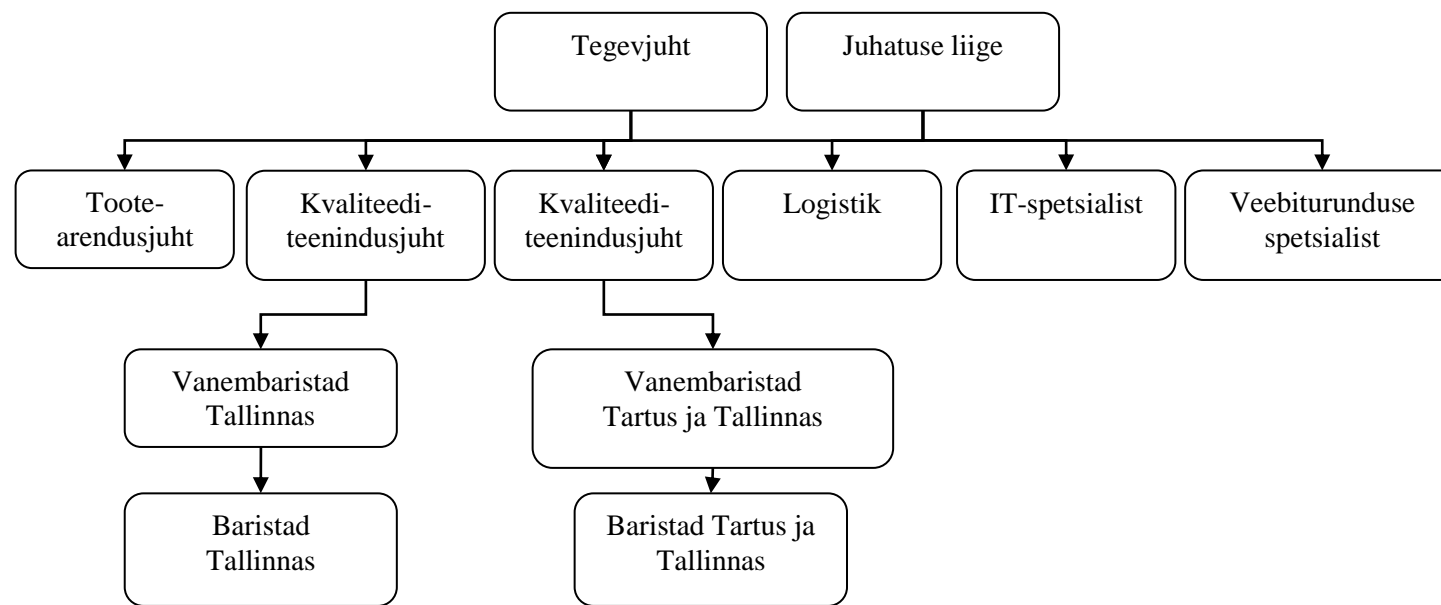 Tegevjuht
Juhatuse liige
Toote-
arendusjuht
Kvaliteedi-
teenindusjuht
Kvaliteedi-
teenindusjuht
Logistik
IT-spetsialist
Veebiturunduse
spetsialist
Vanembaristad
Tallinnas
Vanembaristad
Tartus ja Tallinnas
Baristad
Tallinnas
Baristad Tartus ja
Tallinnas